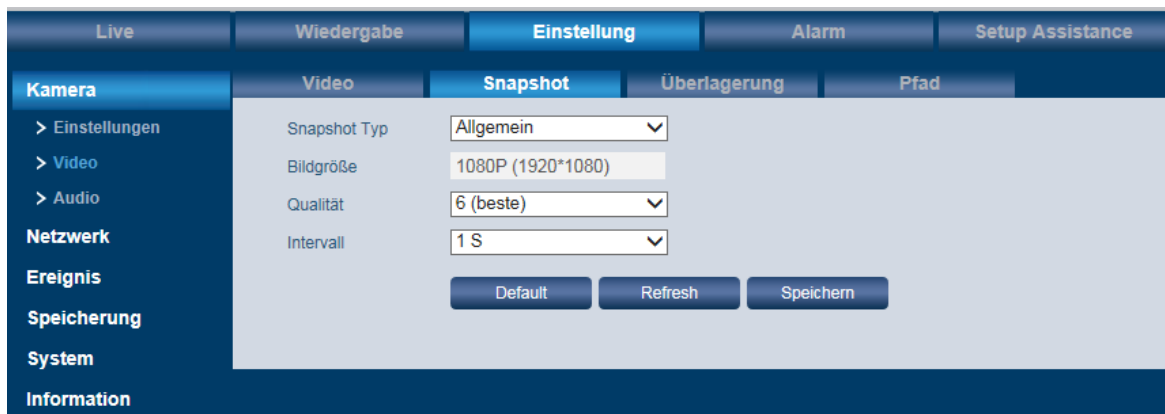 Live Wiedergabe Einstellung Alarm Setup Assistance
Kamera
> Einstellungen
> Video
> Audio
Netzwerk
Ereignis
Speicherung
System
Information
Video Snapshot Überlagerung Pfad
Snapshot Typ Allgemein
Bildgröße 1080P (1920*1080)
Qualität 6 (beste)
Intervall 1 S
Default Refresh Speichern